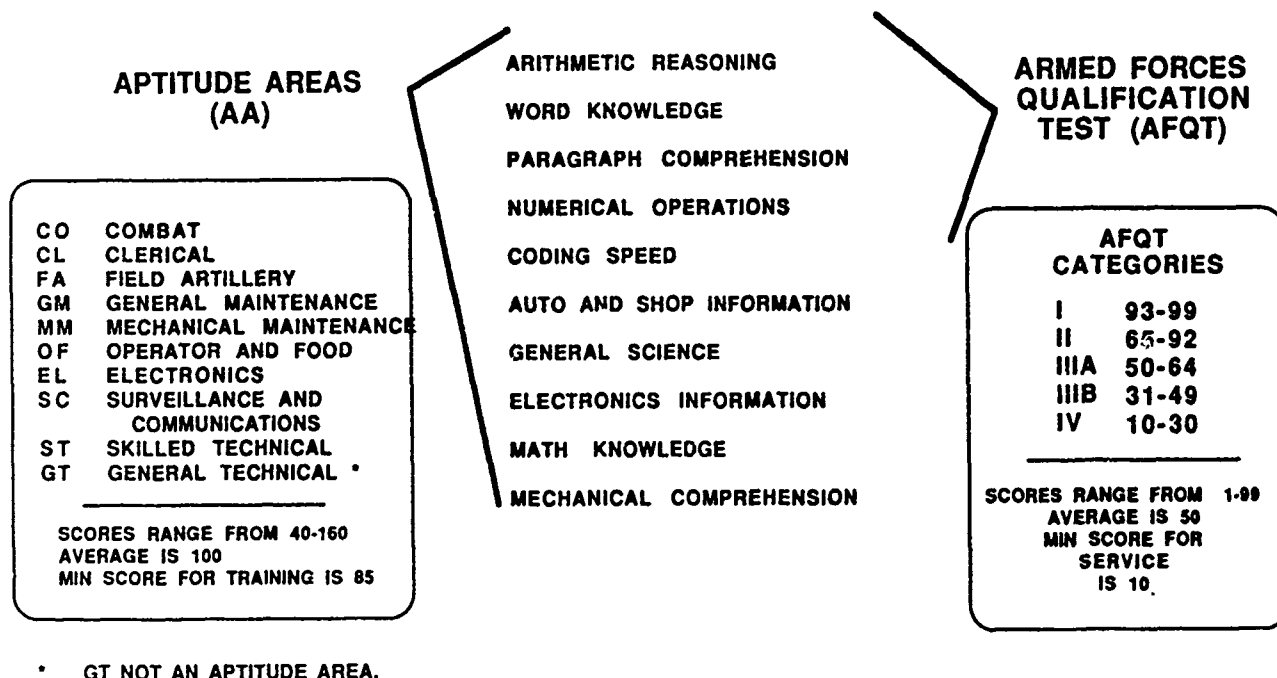 APTITUDE AREAS
(AA)
CO COMBAT
CL CLERICAL
FA FIELD ARTILLERY
GM GENERAL MAINTENANCE
MM MECHANICAL MAINTENANCE
OF OPERATOR AND FOOD
EL ELECTRONICS
SC SURVEILLANCE AND
COMMUNICATIONS
ST SKILLED TECHNICAL
GT GENERAL TECHNICAL *
SCORES RANGE FROM 40-160
AVERAGE IS 100
MIN SCORE FOR TRAINING IS 85
ARITHMETIC REASONING
WORD KNOWLEDGE
PARAGRAPH COMPREHENSION
NUMERICAL OPERATIONS
CODING SPEED
AUTO AND SHOP INFORMATION
GENERAL SCIENCE
ELECTRONICS INFORMATION
MATH KNOWLEDGE
MECHANICAL COMPREHENSION
ARMED FORCES
QUALIFICATION
TEST (AFQT)
AFQT
CATEGORIES
I 93-99
II 65-92
IIIA 50-64
IIIB 31-49
IV 10-30
SCORES RANGE FROM 1-99
AVERAGE IS 50
MIN SCORE FOR
SERVICE
IS 10.
* GT NOT AN APTITUDE AREA.